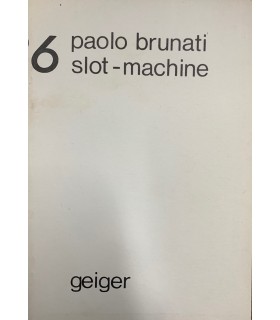 6 paolo brunati
slot-machine
geiger